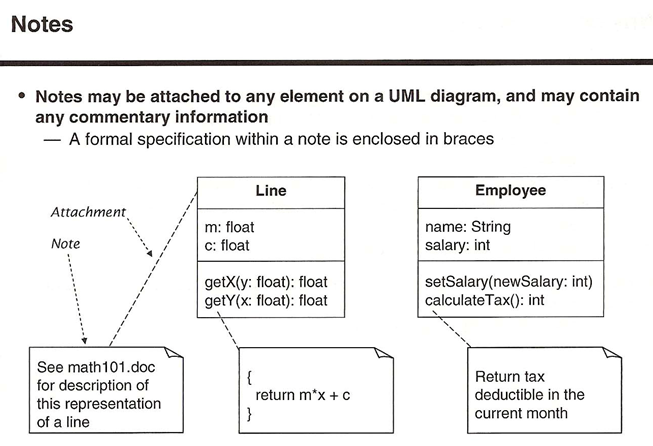 Notes
• Notes may be attached to any element on a UML diagram, and may contain
any commentary information
— A formal specification within a note is enclosed in braces
Attachment
Note
Line
m: float
c: float
getX(y: float): float
getY(x: float): float
Employee
name: String
salary: int
setSalary(newSalary: int)
calculateTax(): int
See math101.doc
for description of
this representation
of a line
{
return m*x + c
}
Return tax
deductible in the
current month